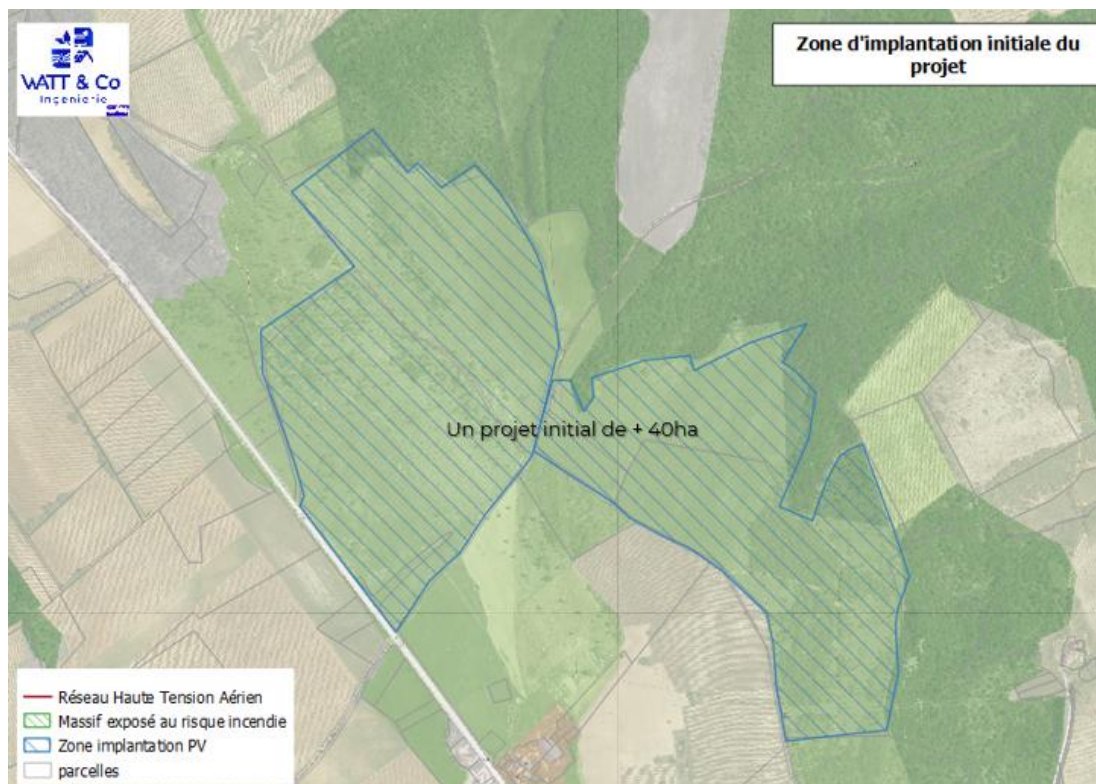 WATT & Co
Ingenierie
Zone d'implantation initiale du
projet
Un projet initial de + 40ha
Réseau Haute Tension Aérien
Massif exposé au risque incendie
Zone implantation PV
parcelles